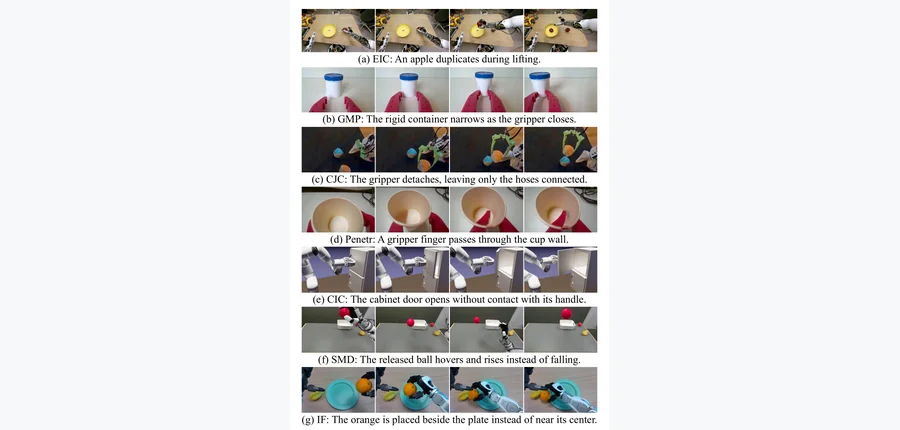 (a) EIC: An apple duplicates during lifting.
(b) GMP: The rigid container narrows as the gripper closes.
(c) CJC: The gripper detaches, leaving only the hoses connected.
(d) Penetr: A gripper finger passes through the cup wall.
(e) CIC: The cabinet door opens without contact with its handle.
(f) SMD: The released ball hovers and rises instead of falling.
(g) IF: The orange is placed beside the plate instead of near its center.